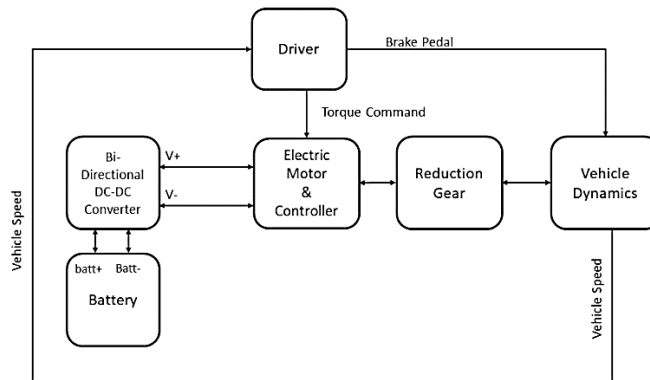 Driver
Brake Pedal
Torque Command
Bi-
Directional
DC-DC
Converter
V+
V-
Electric
Motor
&
Controller
Reduction
Gear
Vehicle
Dynamics
batt+ Batt-
Battery
Vehicle Speed
Vehicle Speed